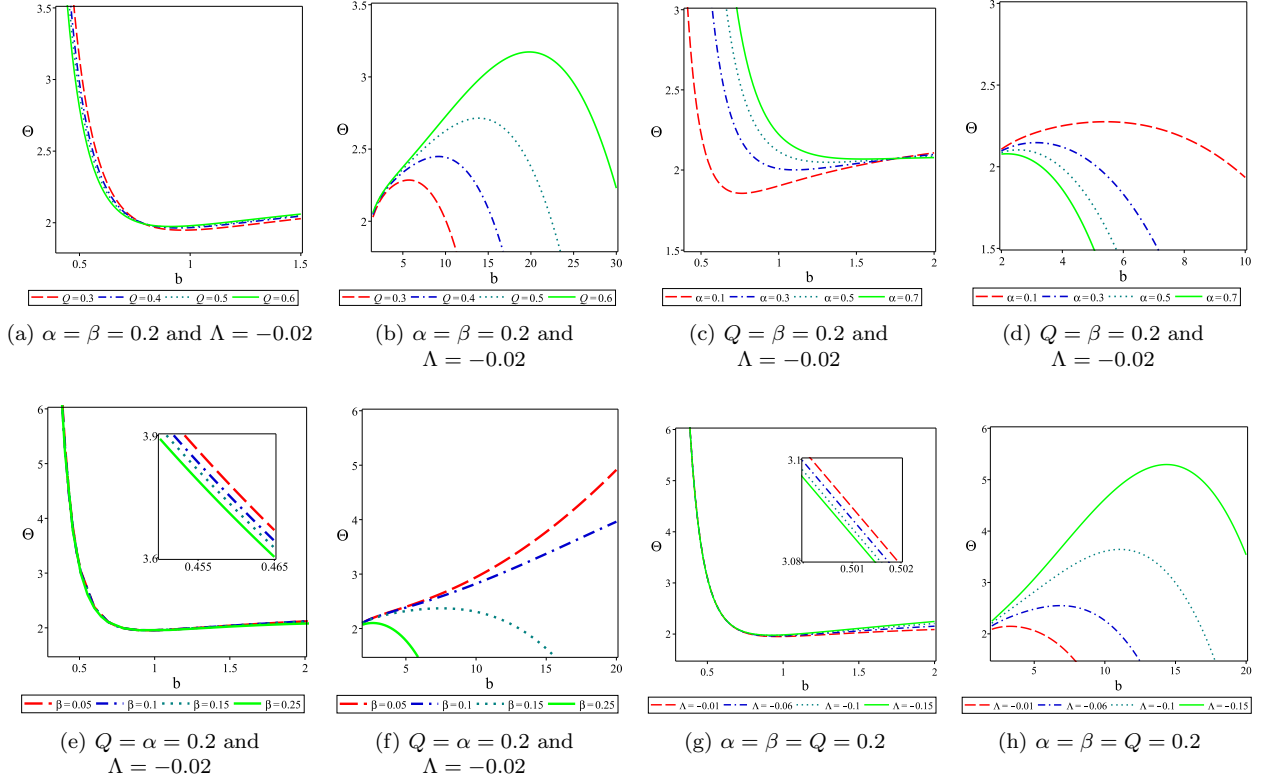 3.5
3
2.5
2
Θ
0.5
1
1.5
b
Q=0.3 Q=0.4 Q=0.5 Q=0.6
(a) α = β = 0.2 and Λ = −0.02
3.5
3
2.5
2
Θ
5 10 15 20 25 30
b
Q=0.3 Q=0.4 Q=0.5 Q=0.6
(b) α = β = 0.2 and
Λ = −0.02
3
2.5
2
1.5
Θ
0.5 1 1.5 2
b
α=0.1 α=0.3 α=0.5 α=0.7
(c) Q = β = 0.2 and
Λ = −0.02
3
2.5
2
1.5
Θ
2 4 6 8 10
b
α=0.1 α=0.3 α=0.5 α=0.7
(d) Q = β = 0.2 and
Λ = −0.02
6
5
4
3
2
Θ
3.9
3.6
0.455 0.465
0.5 1 1.5 2
b
β=0.05 β=0.1 β=0.15 β=0.25
(e) Q = α = 0.2 and
Λ = −0.02
6
5
4
3
2
Θ
5 10 15 20
b
β=0.05 β=0.1 β=0.15 β=0.25
(f) Q = α = 0.2 and
Λ = −0.02
6
5
4
3
2
Θ
3.1
3.08
0.501 0.502
0.5 1 1.5 2
b
Λ=−0.01 Λ=−0.06 Λ=−0.1 Λ=−0.15
(g) α = β = Q = 0.2
6
5
4
3
2
Θ
5 10 15 20
b
Λ=−0.01 Λ=−0.06 Λ=−0.1 Λ=−0.15
(h) α = β = Q = 0.2